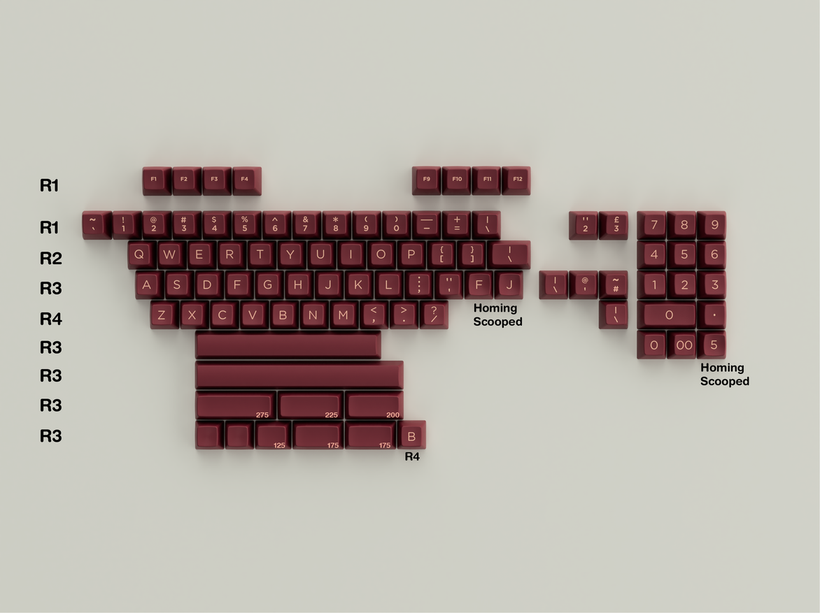 R1 F1 F2 F3 F4 F9 F10 F11 F12
R1 ~ ` ! 1 @ 2 # 3 $ 4 % 5 ^ 6 & 7 * 8 ( 9 ) 0 — - + = | \ " 2 £ 3 7 8 9
R2 Q W E R T Y U I O P { [ } ] | \ 4 5 6
R3 A S D F G H J K L : ; " ' F J | \ @ ' ~ # 1 2 3
Homing
Scooped
R4 Z X C V B N M < , > . ? / | \ 0 .
R3 0 00 5
Homing
Scooped
R3
R3 275 225 200
R3 125 175 175 B
R4